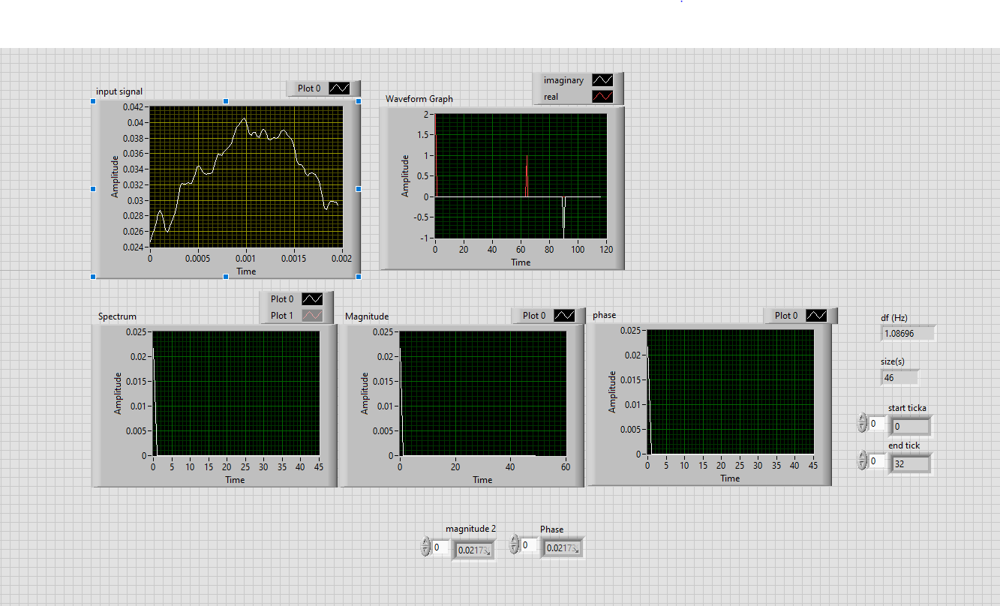 input signal
Plot 0
Amplitude
0.042
0.04
0.038
0.036
0.034
0.032
0.03
0.028
0.026
0.024
0 0.0005 0.001 0.0015 0.002
Time
Waveform Graph
imaginary
real
Amplitude
2
1.5
1
0.5
0
-0.5
-1
0 20 40 60 80 100 120
Time
Spectrum
Plot 0
Plot 1
Amplitude
0.025
0.02
0.015
0.01
0.005
0
0 5 10 15 20 25 30 35 40 45
Time
Magnitude
Plot 0
Amplitude
0.025
0.02
0.015
0.01
0.005
0
0 20 40 60
Time
phase
Plot 0
Amplitude
0.025
0.02
0.015
0.01
0.005
0
0 5 10 15 20 25 30 35 40 45
Time
df (Hz)
1.08696
size(s)
46
start ticka
0 0
end tick
0 32
magnitude 2
0 0.02173
Phase
0 0.02173